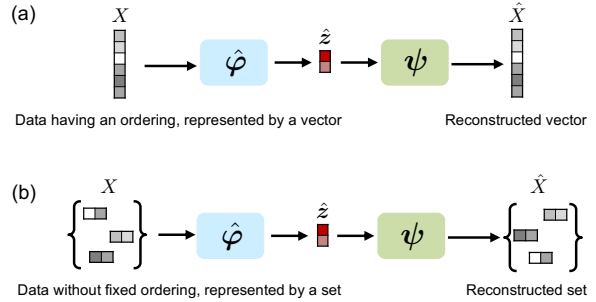 (a)
X
X̂
φ̂
ẑ
ψ
Data having an ordering, represented by a vector
Reconstructed vector
(b)
X
X̂
φ̂
ẑ
ψ
Data without fixed ordering, represented by a set
Reconstructed set